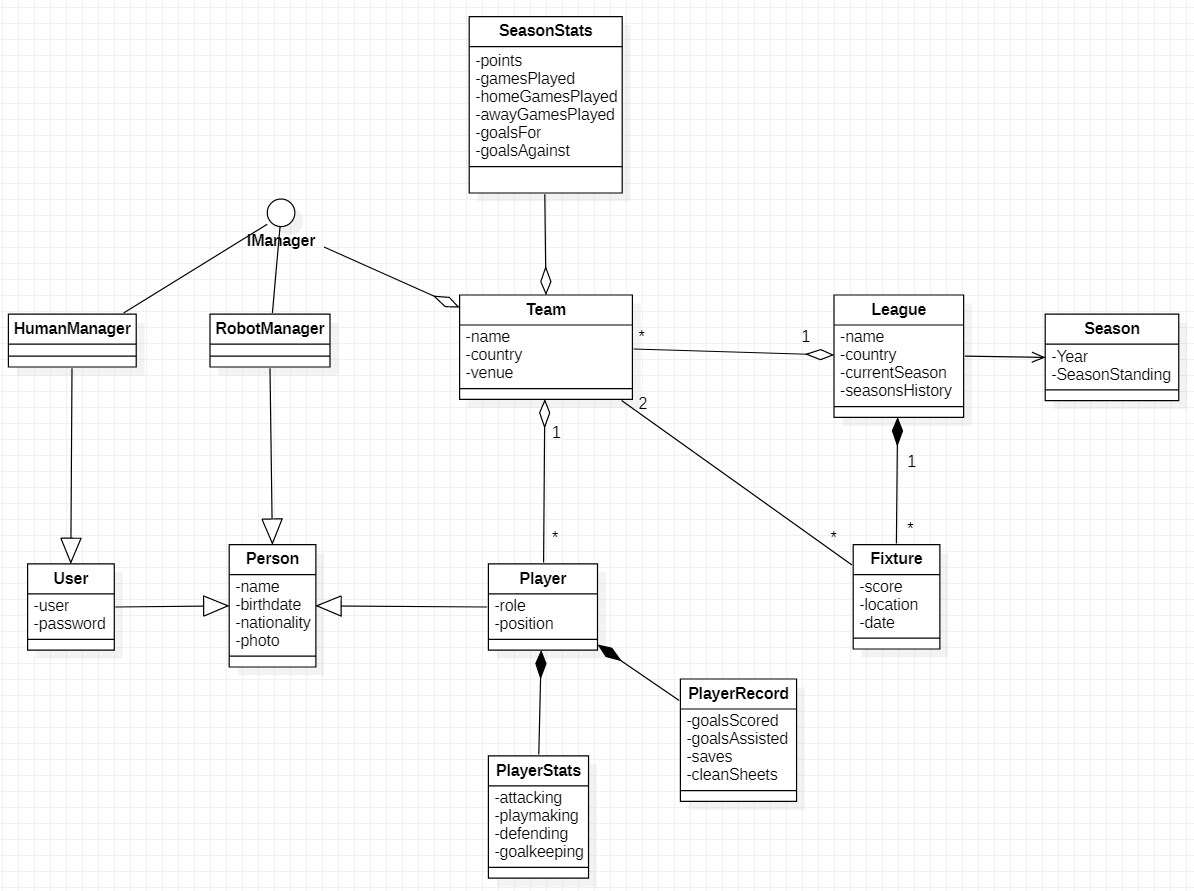 SeasonStats
-points
-gamesPlayed
-homeGamesPlayed
-awayGamesPlayed
-goalsFor
-goalsAgainst
IManager
HumanManager
RobotManager
Team
-name
-country
-venue
*
1
League
-name
-country
-currentSeason
-seasonsHistory
Season
-Year
-SeasonStanding
2
1
1
*
*
*
User
-user
-password
Person
-name
-birthdate
-nationality
-photo
Player
-role
-position
Fixture
-score
-location
-date
PlayerRecord
-goalsScored
-goalsAssisted
-saves
-cleanSheets
PlayerStats
-attacking
-playmaking
-defending
-goalkeeping